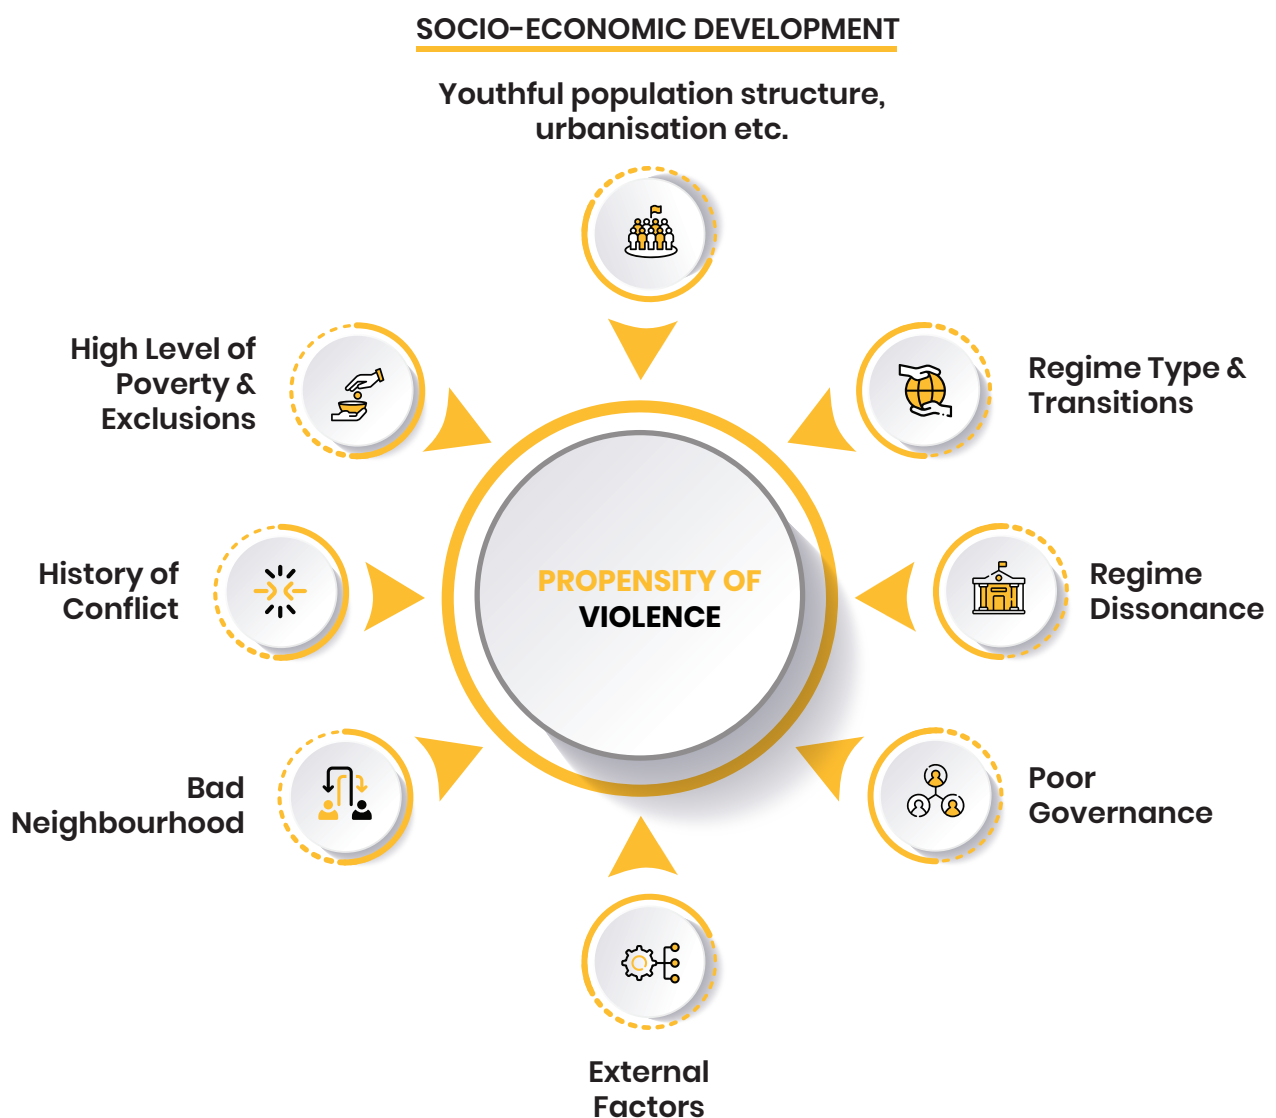 SOCIO-ECONOMIC DEVELOPMENT
Youthful population structure,
urbanisation etc.
High Level of
Poverty &
Exclusions
Regime Type &
Transitions
History of
Conflict
PROPENSITY OF
VIOLENCE
Regime
Dissonance
Bad
Neighbourhood
Poor
Governance
External
Factors